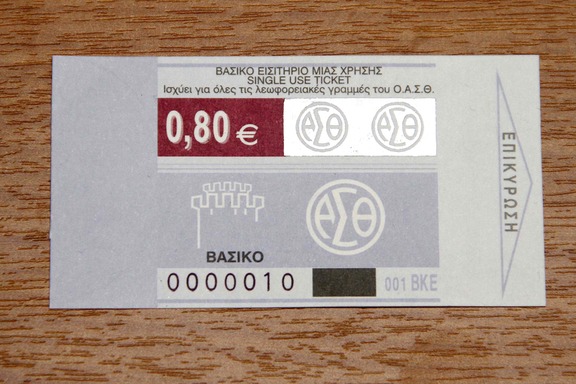 ΒΑΣΙΚΟ ΕΙΣΙΤΗΡΙΟ ΜΙΑΣ ΧΡΗΣΗΣ
SINGLE USE TICKET
Ισχύει για όλες τις λεωφορειακές γραμμές του Ο.Α.Σ.Θ.
0,80 €
ΑΣΘ ΑΣΘ
ΕΠΙΚΥΡΩΣΗ
ΑΣΘ
ΒΑΣΙΚΟ
0000010 001 BKE